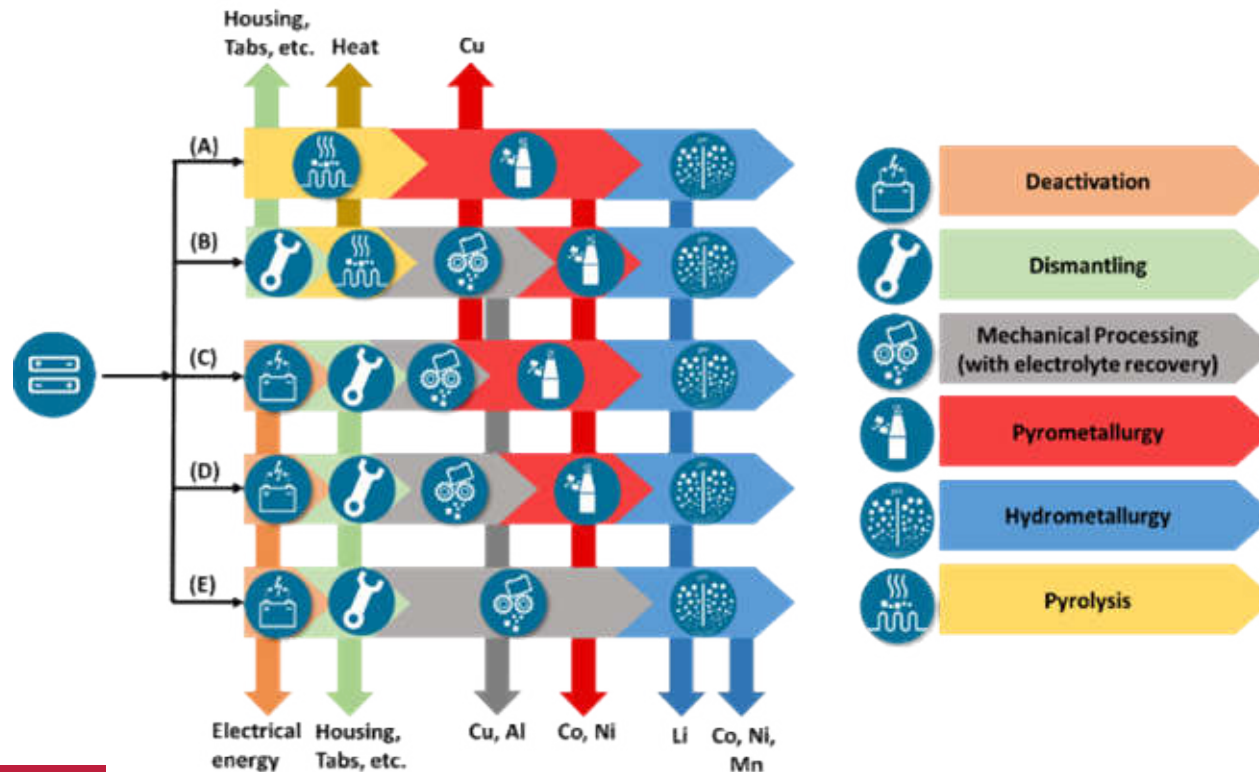 Housing,
Tabs, etc.
Heat
Cu
(A)
(B)
(C)
(D)
(E)
Electrical
energy
Housing,
Tabs, etc.
Cu, Al
Co, Ni
Li
Co, Ni,
Mn
Deactivation
Dismantling
Mechanical Processing
(with electrolyte recovery)
Pyrometallurgy
Hydrometallurgy
Pyrolysis